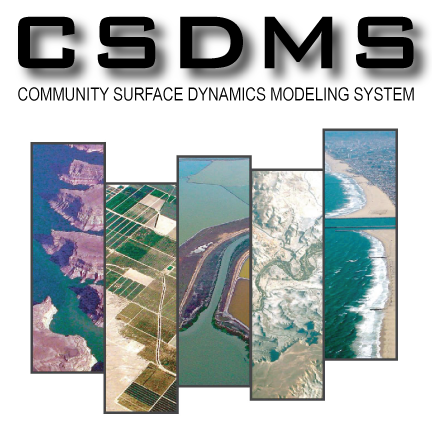 CSDMS
COMMUNITY SURFACE DYNAMICS MODELING SYSTEM